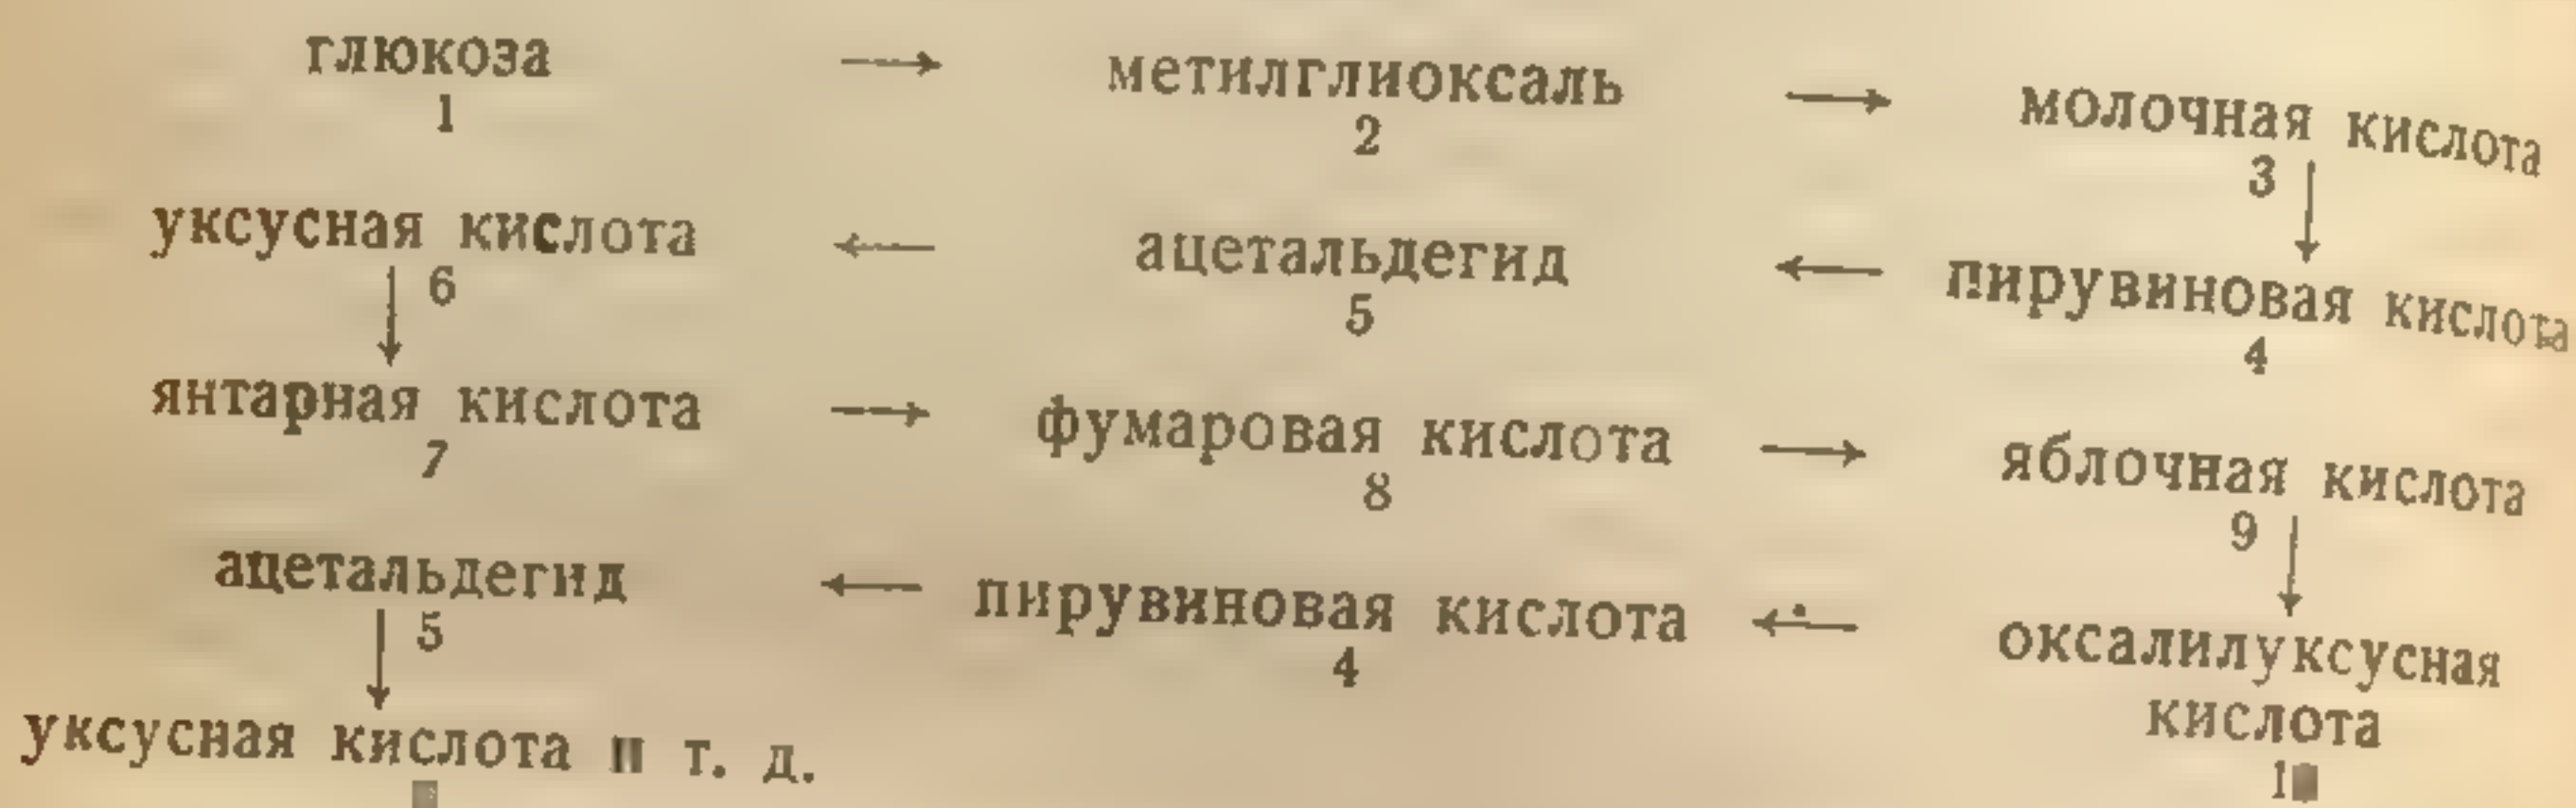 глюкоза → метилглиоксаль → молочная кислота
1 2 3 ↓
уксусная кислота ← ацетальдегид ← пирувиновая кислота
↓ 6 5 4
янтарная кислота → фумаровая кислота → яблочная кислота
7 8 9 ↓
ацетальдегид ← пирувиновая кислота ← оксалилуксусная
↓ 5 4 кислота
уксусная кислота и т. д.